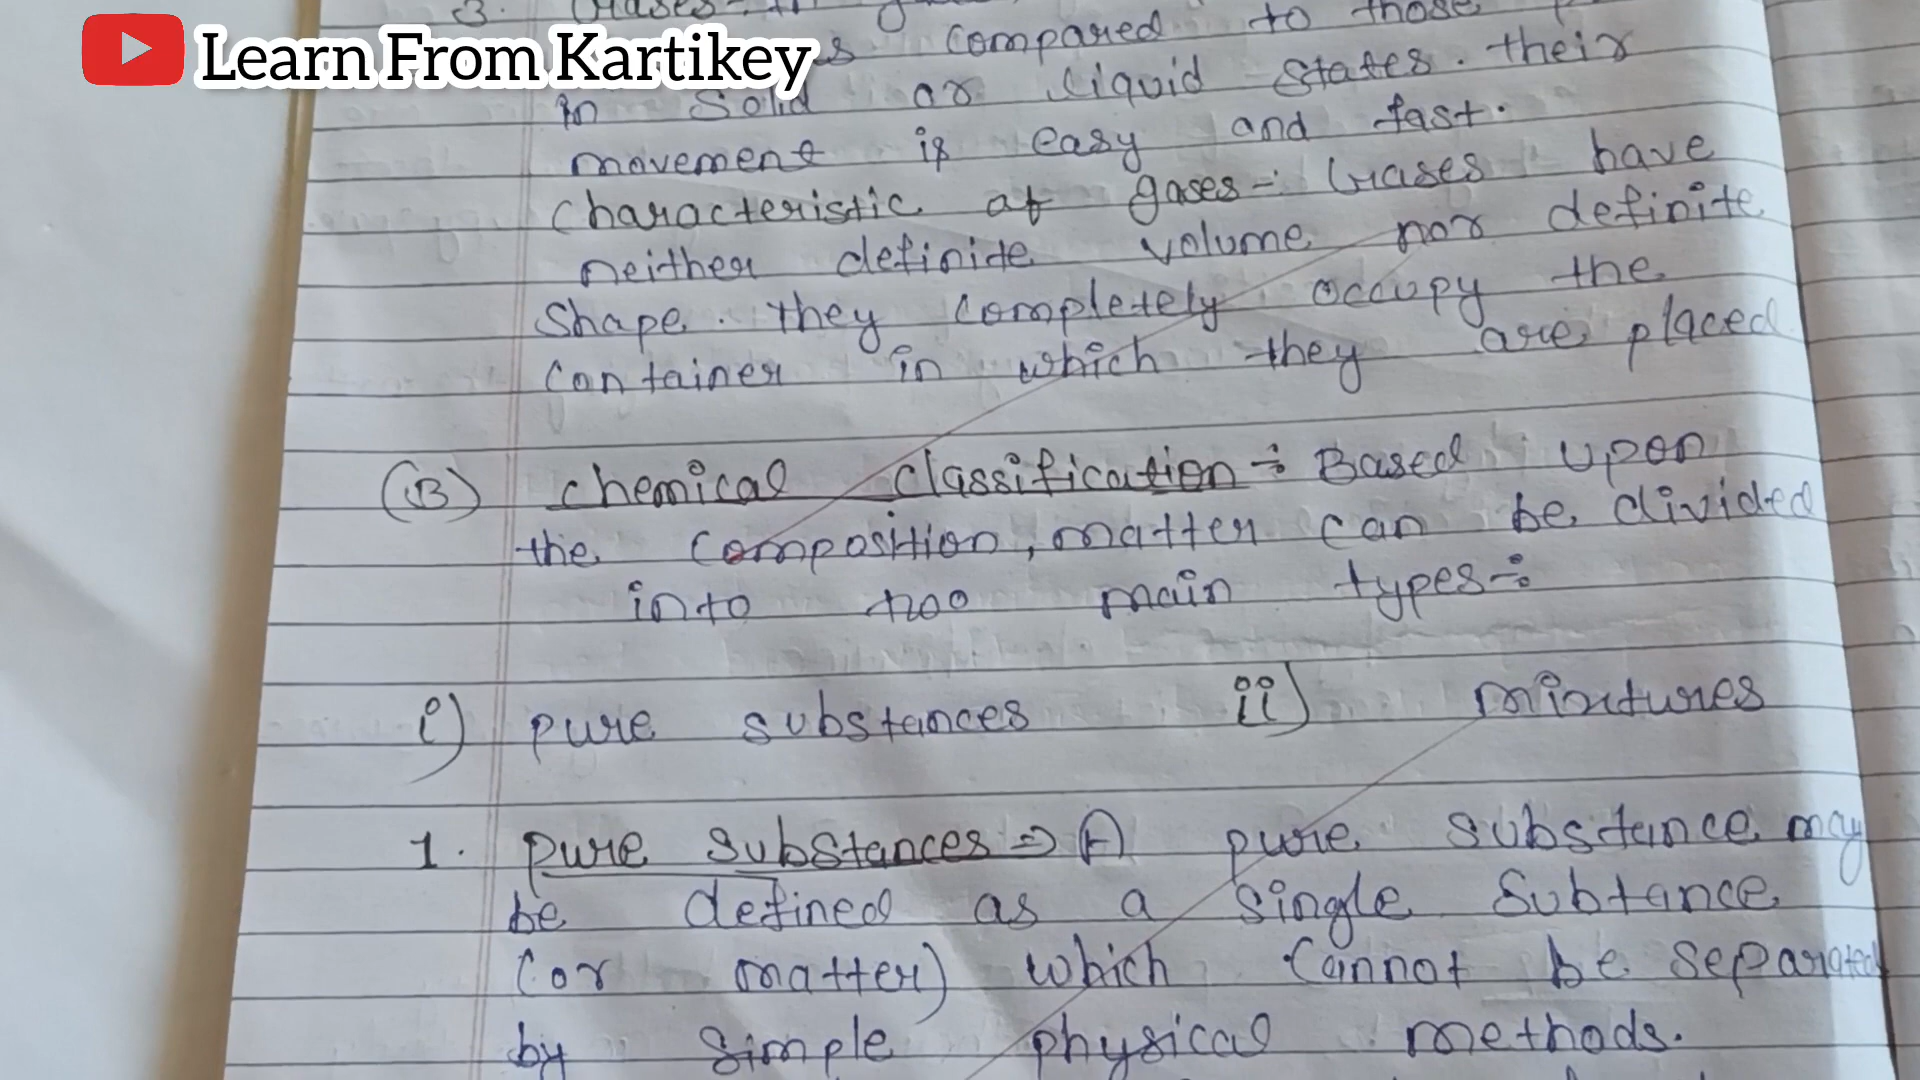 3. Gases:- In
Learn From Kartikey
s compared to those
in solid or liquid states. their
movement is easy and fast.
Characteristic of gases-: Gases have
neither definite volume nor definite
shape. they completely occupy the
container in which they are placed
(B) chemical classification÷ Based upon
the composition, matter can be divided
into two main types÷
i) pure substances ii) mixtures
1. pure substances ⇒ A pure substance may
be defined as a single Subtance
(or matter) which cannot be separated
by simple physical methods.